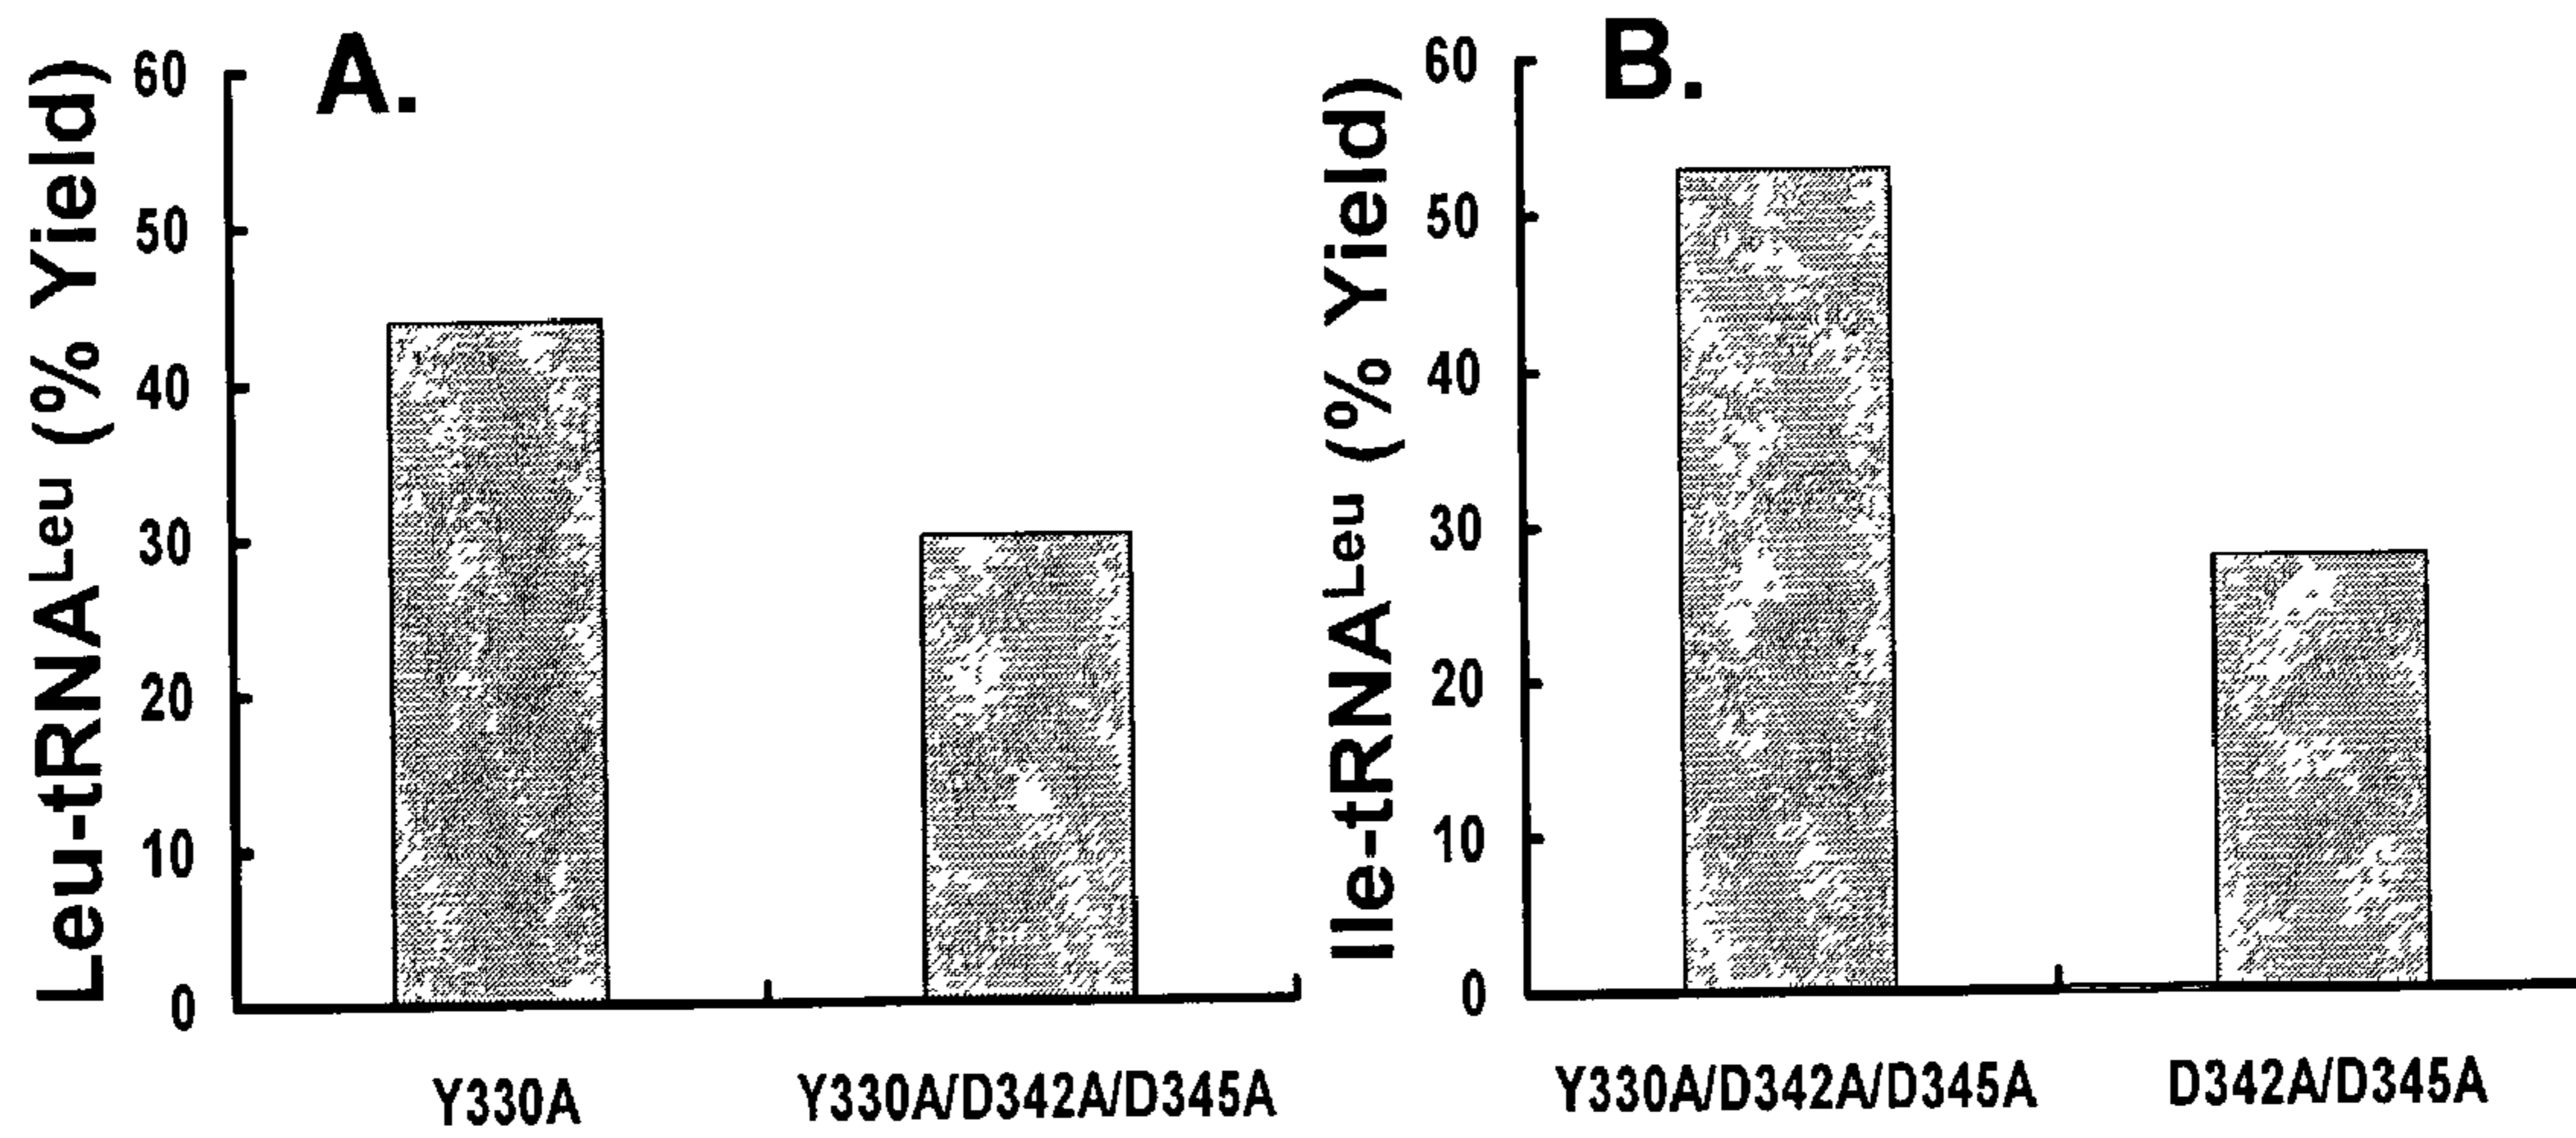 A.
Leu-tRNA^Leu (% Yield)
60
50
40
30
20
10
0
Y330A
Y330A/D342A/D345A
B.
Ile-tRNA^Leu (% Yield)
60
50
40
30
20
10
0
Y330A/D342A/D345A
D342A/D345A